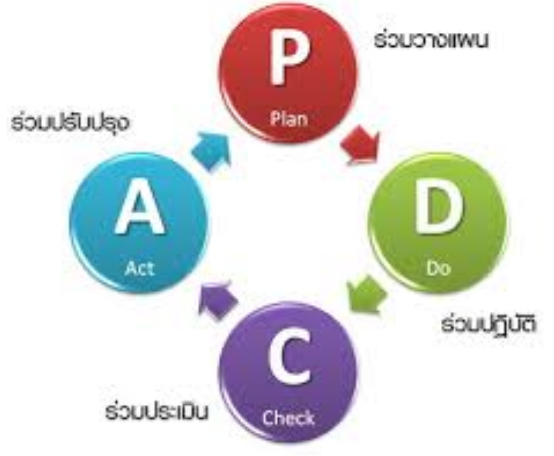 P
Plan
ร่วมวางแผน
D
Do
ร่วมปฏิบัติ
C
Check
ร่วมประเมิน
A
Act
ร่วมปรับปรุง